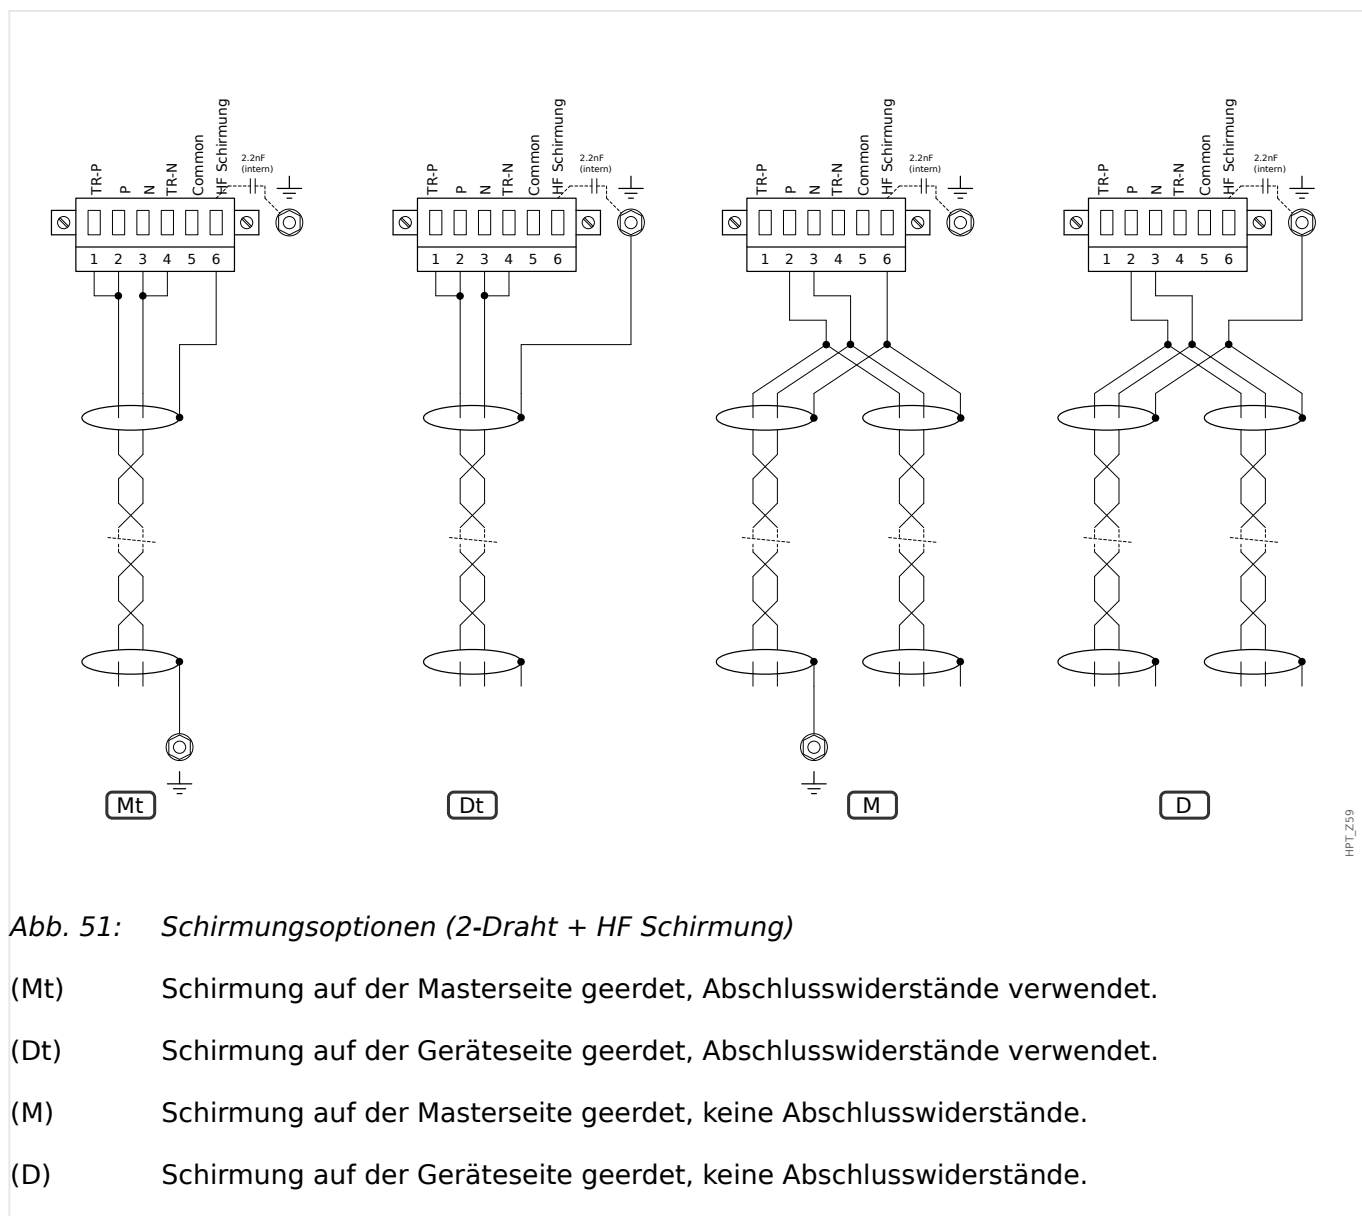 TR-P P N TR-N Common HF Schirmung
2.2nF
(intern)
1 2 3 4 5 6
Mt
TR-P P N TR-N Common HF Schirmung
2.2nF
(intern)
1 2 3 4 5 6
Dt
TR-P P N TR-N Common HF Schirmung
2.2nF
(intern)
1 2 3 4 5 6
M
TR-P P N TR-N Common HF Schirmung
2.2nF
(intern)
1 2 3 4 5 6
D
HPT_Z59
Abb. 51: Schirmungsoptionen (2-Draht + HF Schirmung)
(Mt) Schirmung auf der Masterseite geerdet, Abschlusswiderstände verwendet.
(Dt) Schirmung auf der Geräteseite geerdet, Abschlusswiderstände verwendet.
(M) Schirmung auf der Masterseite geerdet, keine Abschlusswiderstände.
(D) Schirmung auf der Geräteseite geerdet, keine Abschlusswiderstände.